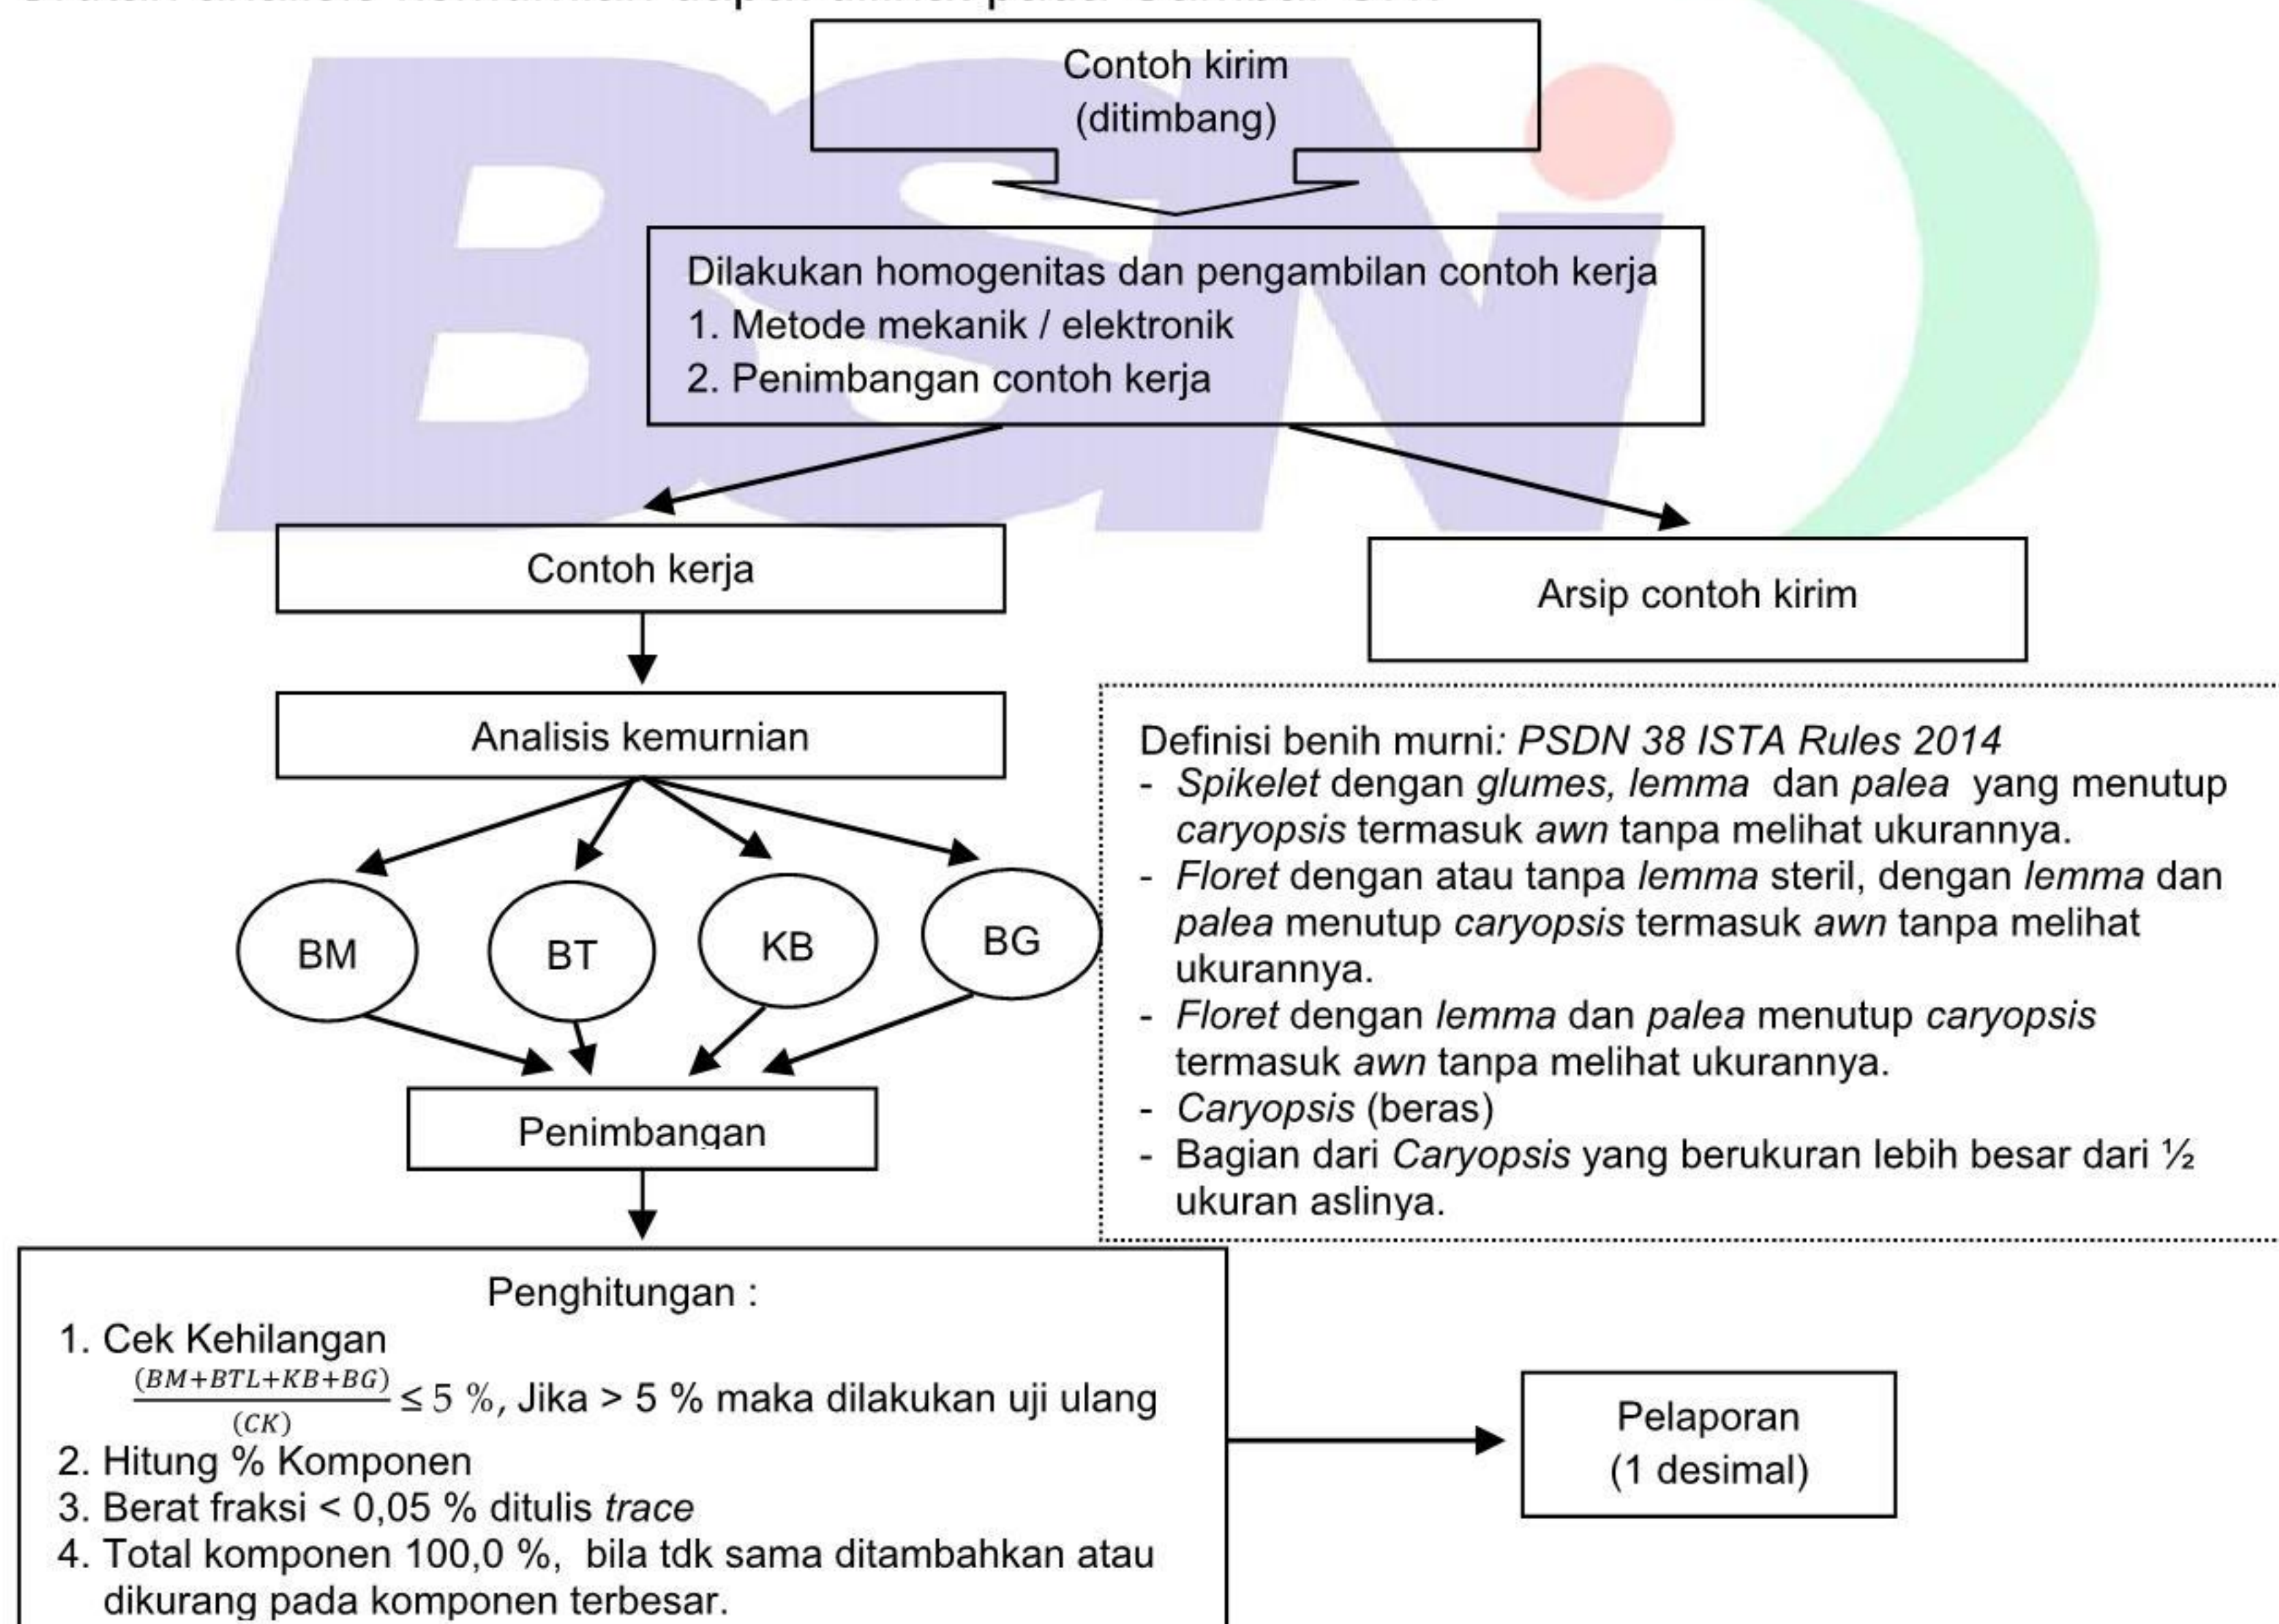 Contoh kirim
(ditimbang)
Dilakukan homogenitas dan pengambilan contoh kerja
1. Metode mekanik / elektronik
2. Penimbangan contoh kerja
Contoh kerja
Arsip contoh kirim
Analisis kemurnian
BM
BT
KB
BG
Penimbangan
Definisi benih murni: PSDN 38 ISTA Rules 2014
- Spikelet dengan glumes, lemma dan palea yang menutup
caryopsis termasuk awn tanpa melihat ukurannya.
- Floret dengan atau tanpa lemma steril, dengan lemma dan
palea menutup caryopsis termasuk awn tanpa melihat
ukurannya.
- Floret dengan lemma dan palea menutup caryopsis
termasuk awn tanpa melihat ukurannya.
- Caryopsis (beras)
- Bagian dari Caryopsis yang berukuran lebih besar dari ½
ukuran aslinya.
Penghitungan :
1. Cek Kehilangan
(BM+BTL+KB+BG)
(CK)
≤ 5 %, Jika > 5 % maka dilakukan uji ulang
2. Hitung % Komponen
3. Berat fraksi < 0,05 % ditulis trace
4. Total komponen 100,0 %, bila tdk sama ditambahkan atau
dikurang pada komponen terbesar.
Pelaporan
(1 desimal)
BSN